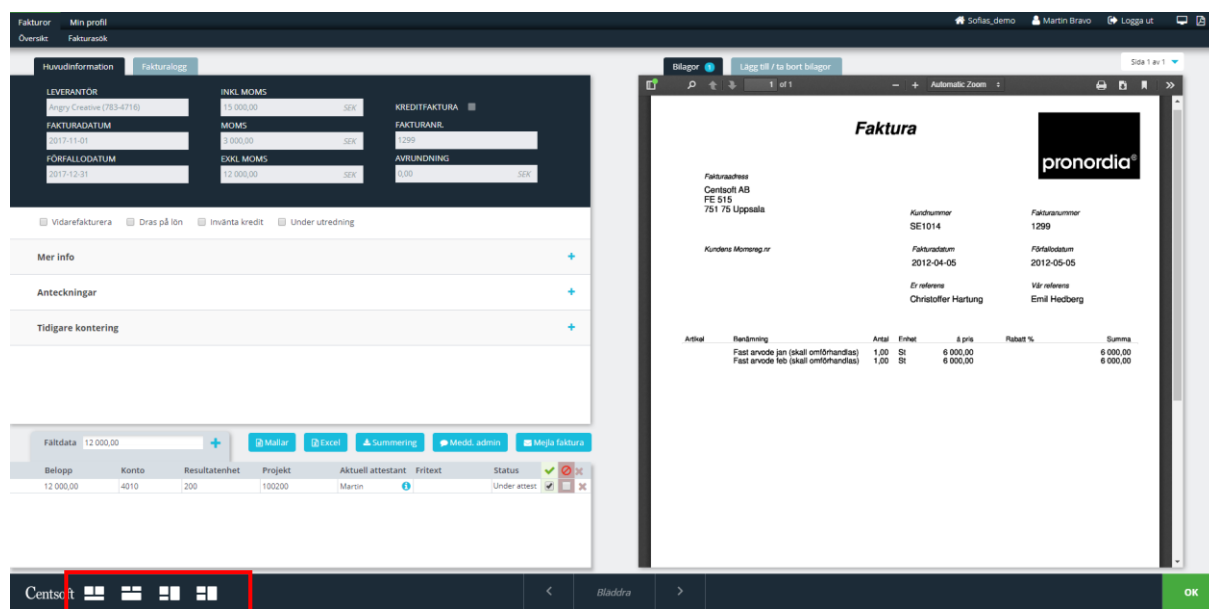 Fakturor Min profil Sofias_demo Martin Bravo Logga ut
Översikt Fakturasök
Huvudinformation Fakturalogg
LEVERANTÖR INKL MOMS
Angry Creative (783-4716) 15 000,00 SEK KREDITFAKTURA
FAKTURADATUM MOMS FAKTURANR.
2017-11-01 3 000,00 SEK 1299
FÖRFALLODATUM EXKL MOMS AVRUNDNING
2017-12-31 12 000,00 SEK 0,00 SEK
Vidarefakturera Dras på lön Invänta kredit Under utredning
Mer info +
Anteckningar +
Tidigare kontering +
Fältdata 12 000,00 + Mallar Excel Summering Medd. admin Mejla faktura
Belopp Konto Resultatenhet Projekt Aktuell attestant Fritext Status
12 000,00 4010 200 100200 Martin Under attest
Bilagor 1 Lägg till / ta bort bilagor Sida 1 av 1
1 of 1 − + Automatic Zoom
Faktura
pronordia®
Fakturaadress
Centsoft AB
FE 515
751 75 Uppsala
Kundnummer Fakturanummer
SE1014 1299
Kundens Momsreg.nr Fakturadatum Förfallodatum
2012-04-05 2012-05-05
Er referens Vår referens
Christoffer Hartung Emil Hedberg
Artikel Benämning Antal Enhet à pris Rabatt % Summa
Fast arvode jan (skall omförhandlas) 1,00 St 6 000,00 6 000,00
Fast arvode feb (skall omförhandlas) 1,00 St 6 000,00 6 000,00
Centsoft < Bläddra > OK